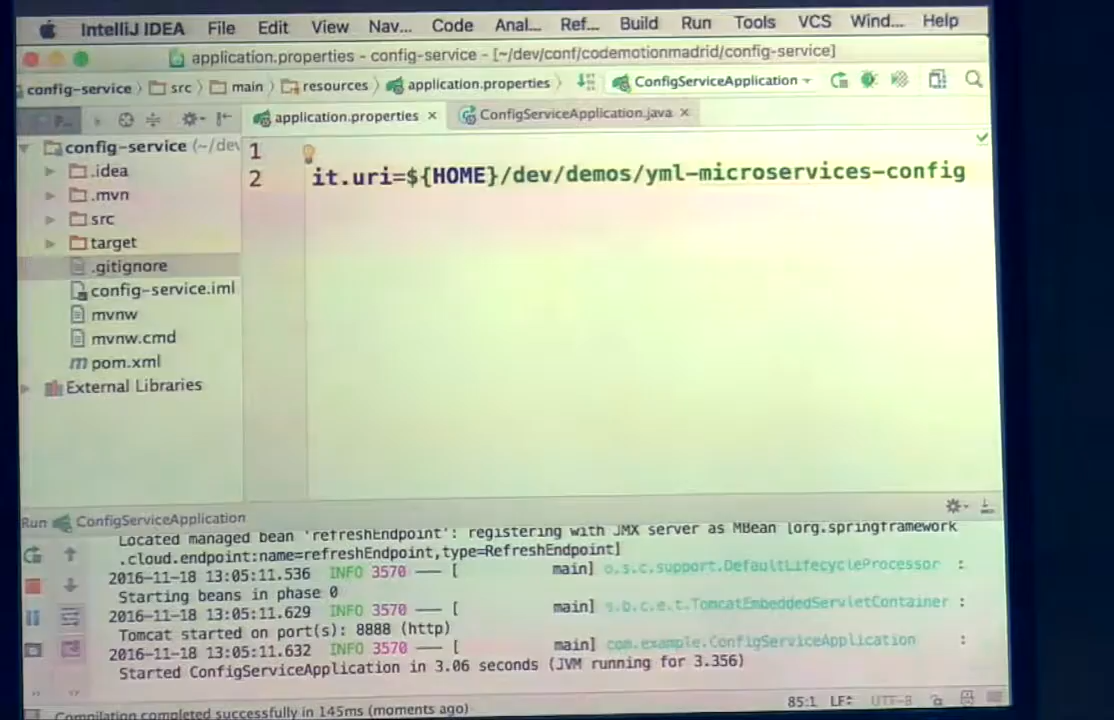 IntelliJ IDEA File Edit View Nav... Code Anal... Ref... Build Run Tools VCS Wind... Help
application.properties - config-service - [~/dev/conf/codemotionmadrid/config-service]
config-service src main resources application.properties ConfigServiceApplication
P... application.properties ConfigServiceApplication.java
config-service (~/dev
.idea
.mvn
src
target
.gitignore
config-service.iml
mvnw
mvnw.cmd
pom.xml
External Libraries
1
2 it.uri=${HOME}/dev/demos/yml-microservices-config
Run ConfigServiceApplication
Located managed bean 'refreshEndpoint': registering with JMX server as MBean [org.springframework
.cloud.endpoint:name=refreshEndpoint,type=RefreshEndpoint]
2016-11-18 13:05:11.536 INFO 3570 --- [ main] o.s.c.support.DefaultLifecycleProcessor :
Starting beans in phase 0
2016-11-18 13:05:11.629 INFO 3570 --- [ main] s.b.c.e.t.TomcatEmbeddedServletContainer :
Tomcat started on port(s): 8888 (http)
2016-11-18 13:05:11.632 INFO 3570 --- [ main] com.example.ConfigServiceApplication :
Started ConfigServiceApplication in 3.06 seconds (JVM running for 3.356)
Compilation completed successfully in 145ms (moments ago) 85:1 LF÷ UTF-8